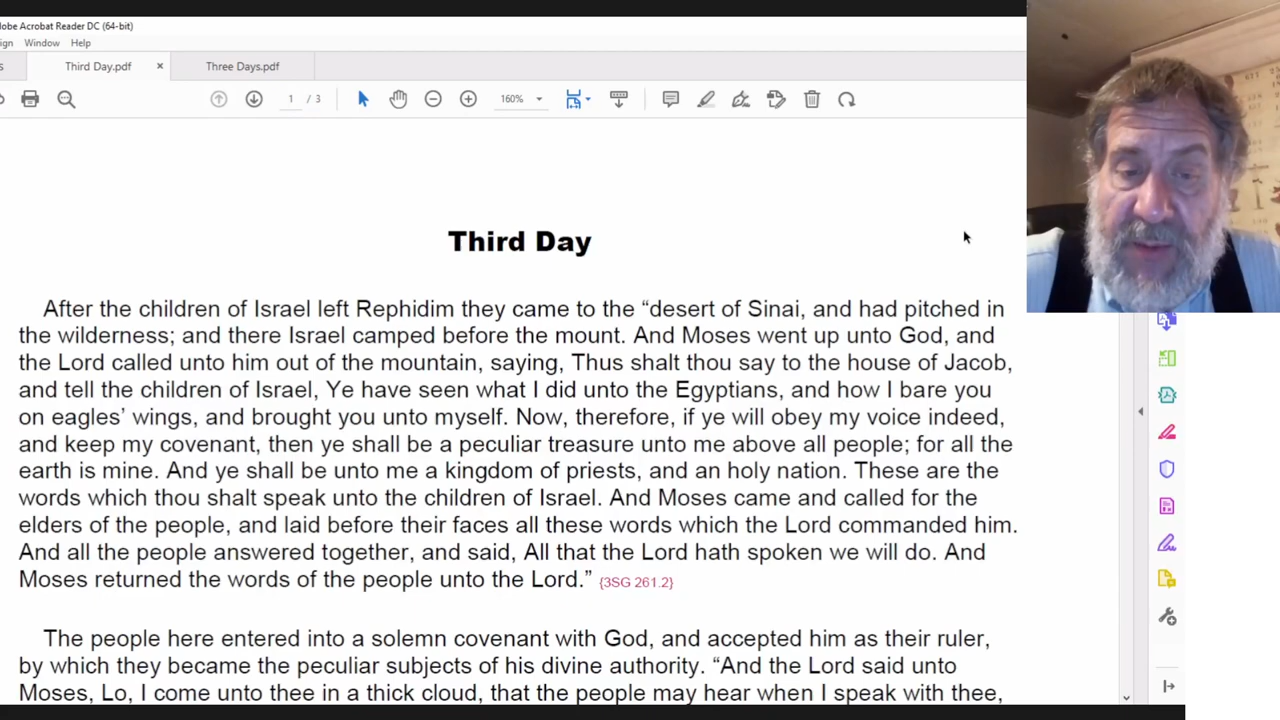 dobe Acrobat Reader DC (64-bit)
ign Window Help
s Third Day.pdf × Three Days.pdf
1 / 3 160%
Third Day
After the children of Israel left Rephidim they came to the “desert of Sinai, and had pitched in
the wilderness; and there Israel camped before the mount. And Moses went up unto God, and
the Lord called unto him out of the mountain, saying, Thus shalt thou say to the house of Jacob,
and tell the children of Israel, Ye have seen what I did unto the Egyptians, and how I bare you
on eagles’ wings, and brought you unto myself. Now, therefore, if ye will obey my voice indeed,
and keep my covenant, then ye shall be a peculiar treasure unto me above all people; for all the
earth is mine. And ye shall be unto me a kingdom of priests, and an holy nation. These are the
words which thou shalt speak unto the children of Israel. And Moses came and called for the
elders of the people, and laid before their faces all these words which the Lord commanded him.
And all the people answered together, and said, All that the Lord hath spoken we will do. And
Moses returned the words of the people unto the Lord.” {3SG 261.2}
The people here entered into a solemn covenant with God, and accepted him as their ruler,
by which they became the peculiar subjects of his divine authority. “And the Lord said unto
Moses, Lo, I come unto thee in a thick cloud, that the people may hear when I speak with thee,